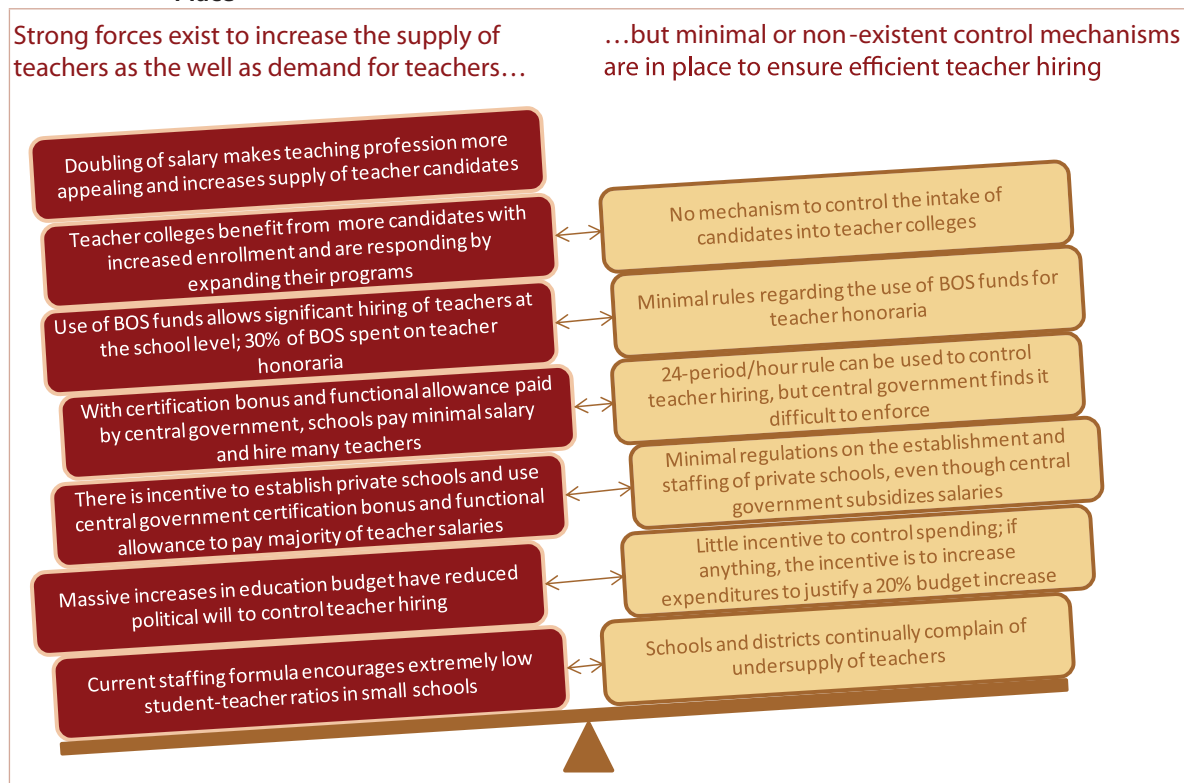 Place
Strong forces exist to increase the supply of
teachers as the well as demand for teachers…
…but minimal or non-existent control mechanisms
are in place to ensure efficient teacher hiring
Doubling of salary makes teaching profession more
appealing and increases supply of teacher candidates
Teacher colleges benefit from more candidates with
increased enrollment and are responding by
expanding their programs
Use of BOS funds allows significant hiring of teachers at
the school level; 30% of BOS spent on teacher
honoraria
With certification bonus and functional allowance paid
by central government, schools pay minimal salary
and hire many teachers
There is incentive to establish private schools and use
central government certification bonus and functional
allowance to pay majority of teacher salaries
Massive increases in education budget have reduced
political will to control teacher hiring
Current staffing formula encourages extremely low
student-teacher ratios in small schools
No mechanism to control the intake of
candidates into teacher colleges
Minimal rules regarding the use of BOS funds for
teacher honoraria
24-period/hour rule can be used to control
teacher hiring, but central government finds it
difficult to enforce
Minimal regulations on the establishment and
staffing of private schools, even though central
government subsidizes salaries
Little incentive to control spending; if
anything, the incentive is to increase
expenditures to justify a 20% budget increase
Schools and districts continually complain of
undersupply of teachers